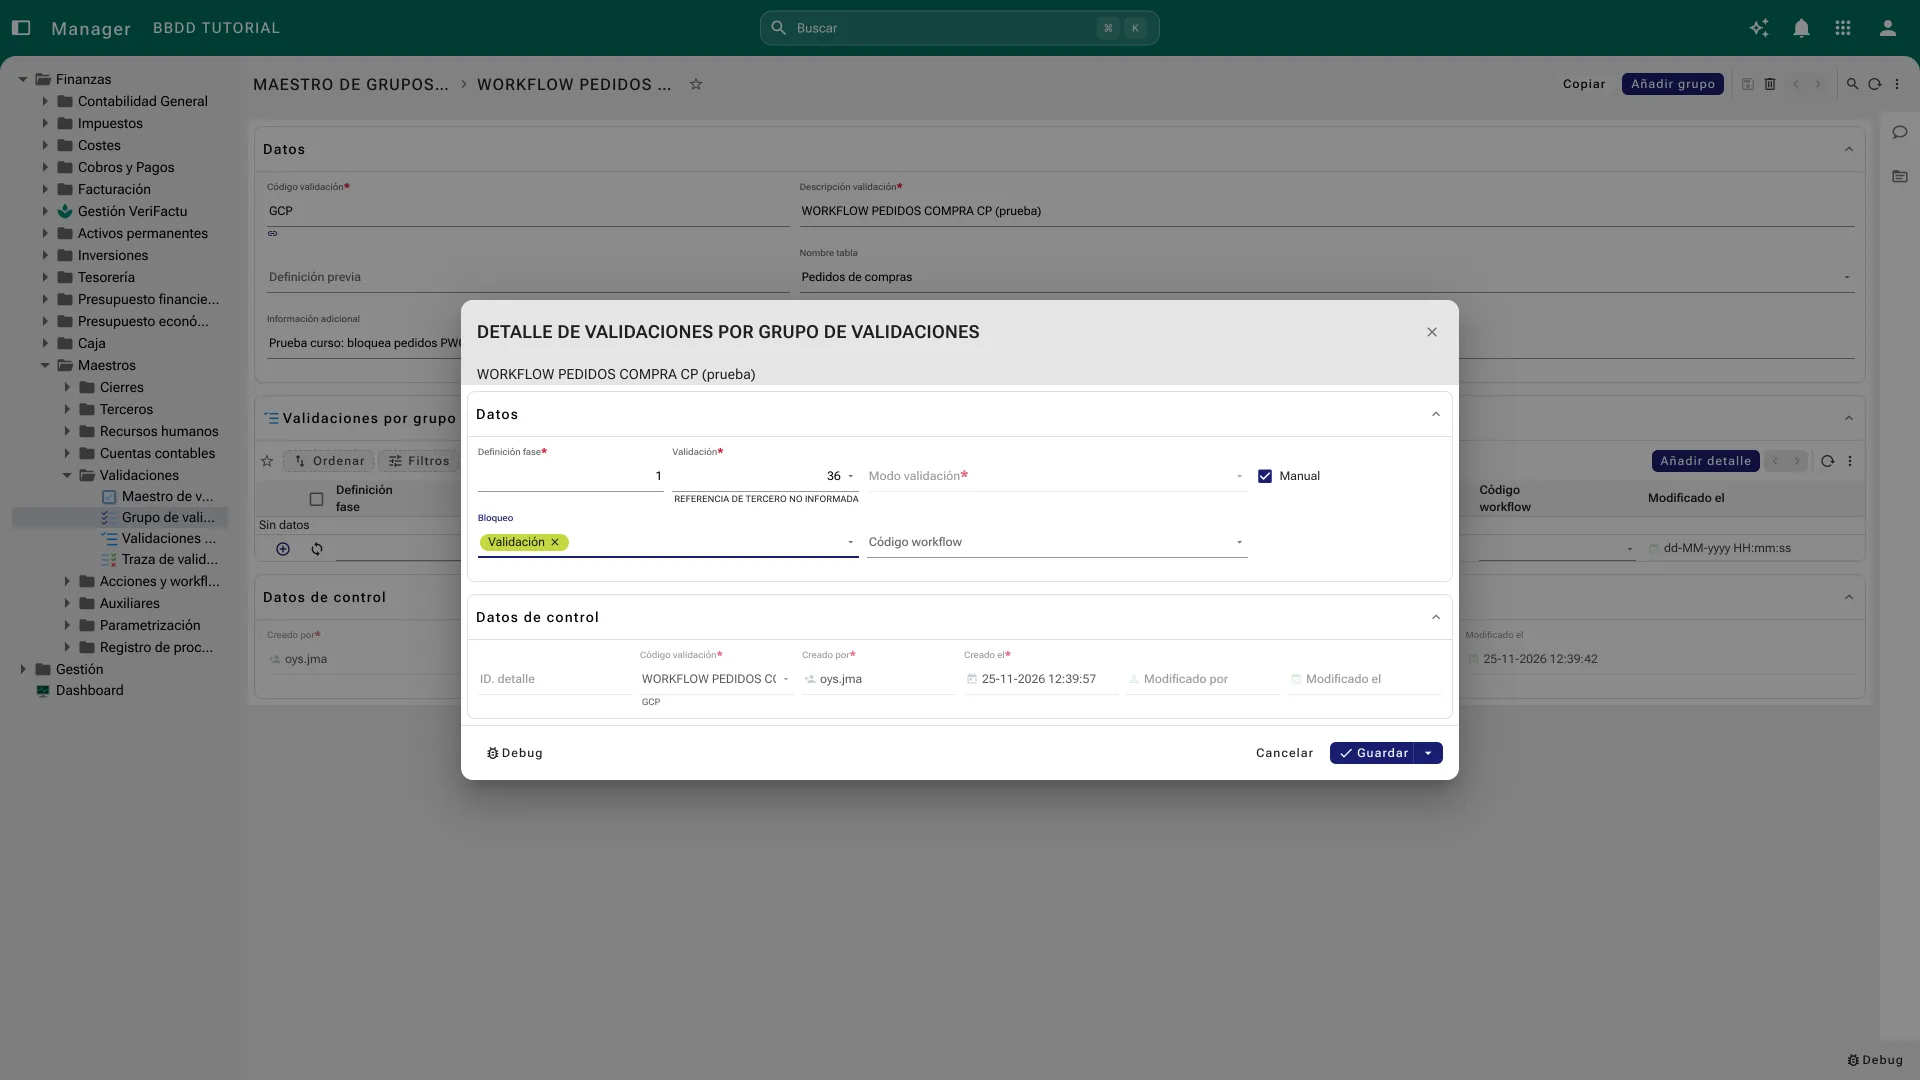 Manager
BBDD TUTORIAL
Buscar
⌘ K
Finanzas
Contabilidad General
Impuestos
Costes
Cobros y Pagos
Facturación
Gestión VeriFactu
Activos permanentes
Inversiones
Tesorería
Presupuesto financie...
Presupuesto econó...
Caja
Maestros
Cierres
Terceros
Recursos humanos
Cuentas contables
Validaciones
Maestro de v...
Grupo de vali...
Validaciones ...
Traza de valid...
Acciones y workfl...
Auxiliares
Parametrización
Registro de proc...
Gestión
Dashboard
MAESTRO DE GRUPOS... > WORKFLOW PEDIDOS ...
Copiar
Añadir grupo
Datos
Código validación*
GCP
Descripción validación*
WORKFLOW PEDIDOS COMPRA CP (prueba)
Definición previa
Nombre tabla
Pedidos de compras
Información adicional
Prueba curso: bloquea pedidos PW
Validaciones por grupo
Ordenar
Filtros
Añadir detalle
Definición fase
Código workflow
Modificado el
Sin datos
dd-MM-yyyy HH:mm:ss
Datos de control
Creado por*
oys.jma
Modificado el
25-11-2026 12:39:42
DETALLE DE VALIDACIONES POR GRUPO DE VALIDACIONES
WORKFLOW PEDIDOS COMPRA CP (prueba)
Datos
Definición fase*
1
Validación*
36
REFERENCIA DE TERCERO NO INFORMADA
Modo validación*
Manual
Bloqueo
Validación
Código workflow
Datos de control
ID. detalle
Código validación*
WORKFLOW PEDIDOS CO
GCP
Creado por*
oys.jma
Creado el*
25-11-2026 12:39:57
Modificado por
Modificado el
Debug
Cancelar
Guardar
Debug